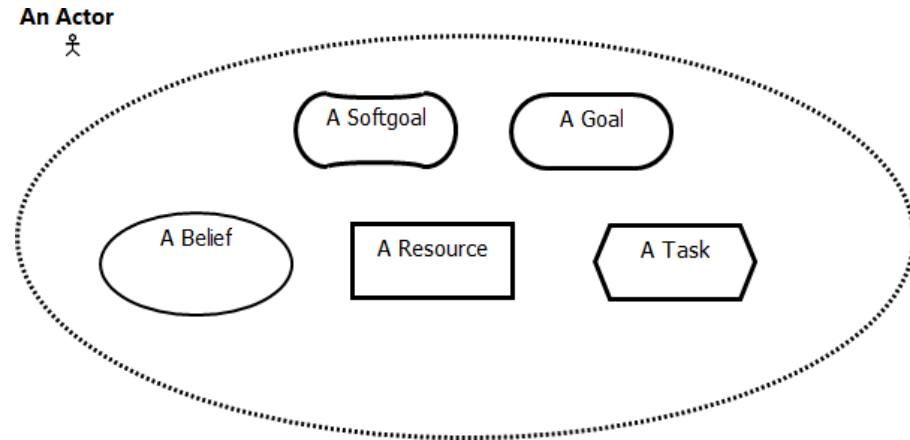 An Actor
A Softgoal
A Goal
A Belief
A Resource
A Task